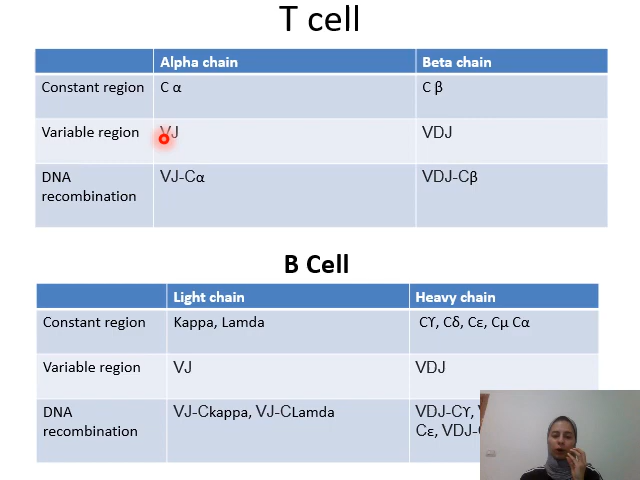 T cell
Alpha chain Beta chain
Constant region C α C β
Variable region VJ VDJ
DNA recombination VJ-Cα VDJ-Cβ
B Cell
Light chain Heavy chain
Constant region Kappa, Lamda Cϒ, Cδ, Cε, Cμ Cα
Variable region VJ VDJ
DNA VJ-Ckappa, VJ-CLamda VDJ-Cϒ,
recombination Cε, VDJ-